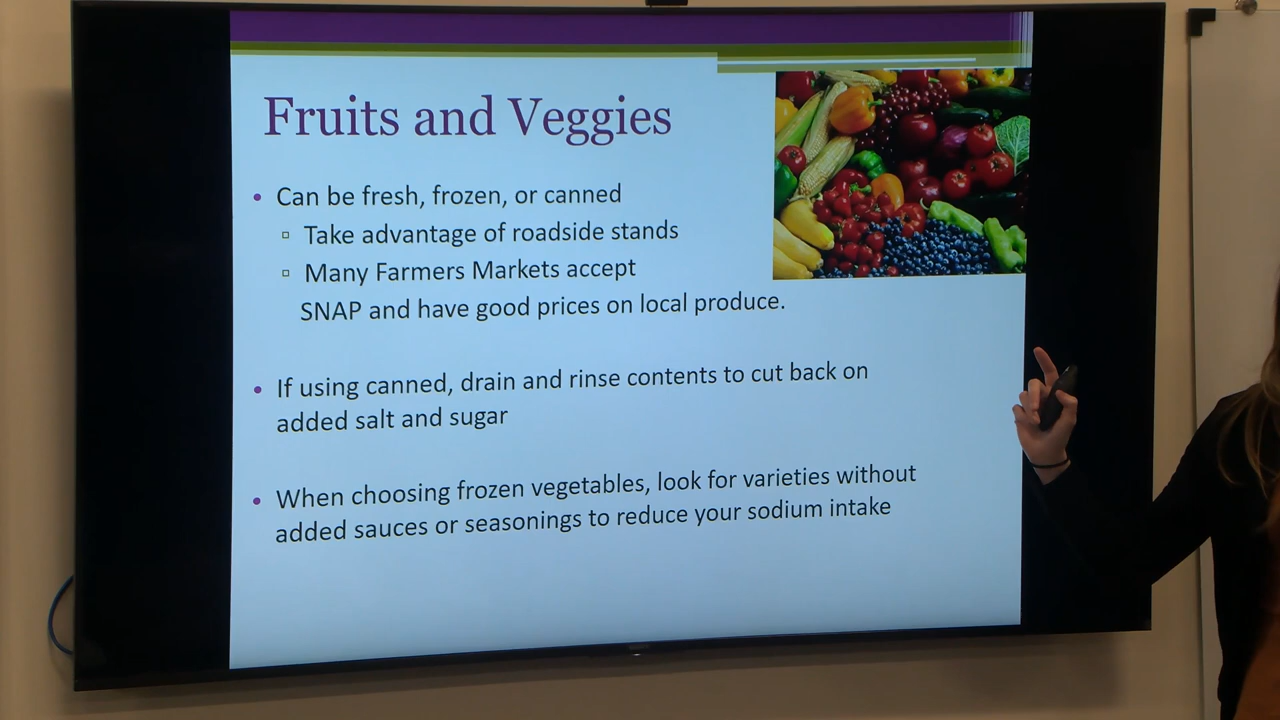 Fruits and Veggies
• Can be fresh, frozen, or canned
▫ Take advantage of roadside stands
▫ Many Farmers Markets accept
SNAP and have good prices on local produce.
• If using canned, drain and rinse contents to cut back on
added salt and sugar
• When choosing frozen vegetables, look for varieties without
added sauces or seasonings to reduce your sodium intake